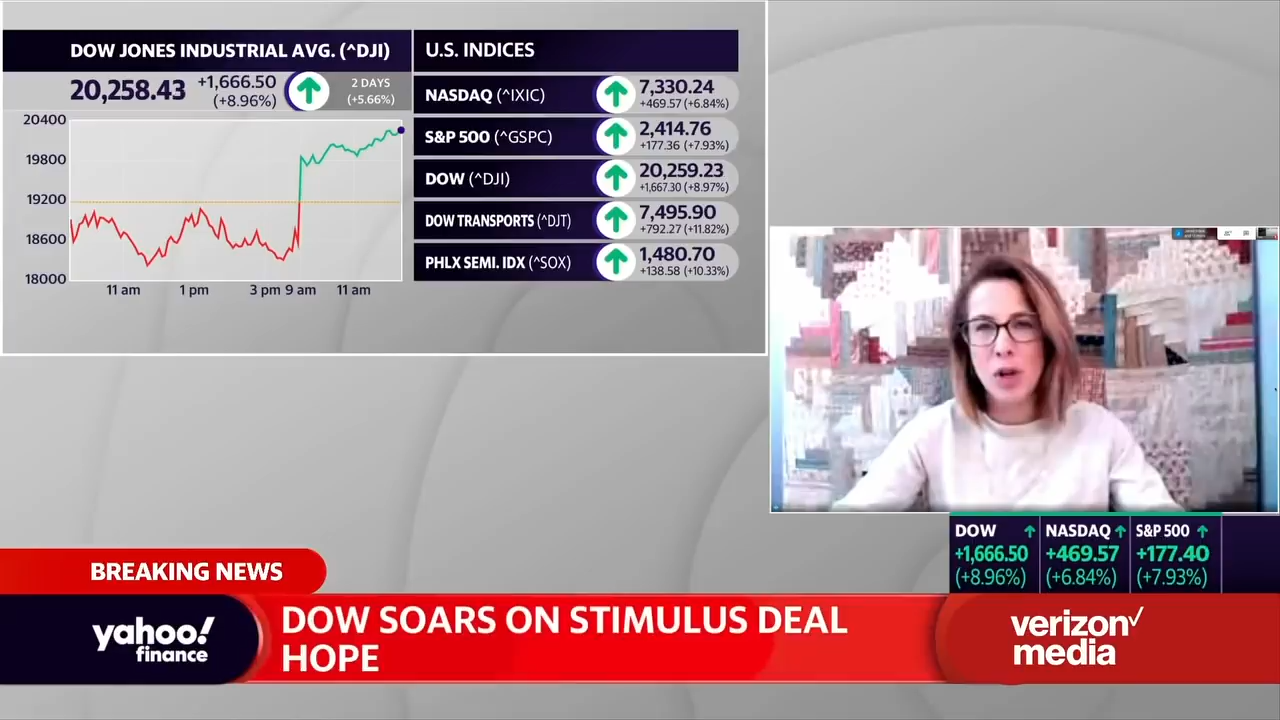 DOW JONES INDUSTRIAL AVG. (^DJI)
20,258.43
+1,666.50
(+8.96%)
2 DAYS
(+5.66%)
20400
19800
19200
18600
18000
11 am
1 pm
3 pm
9 am
11 am
U.S. INDICES
NASDAQ (^IXIC)
7,330.24
+469.57 (+6.84%)
S&P 500 (^GSPC)
2,414.76
+177.36 (+7.93%)
DOW (^DJI)
20,259.23
+1,667.30 (+8.97%)
DOW TRANSPORTS (^DJT)
7,495.90
+792.27 (+11.82%)
PHLX SEMI. IDX (^SOX)
1,480.70
+138.58 (+10.33%)
DOW
+1,666.50
(+8.96%)
NASDAQ
+469.57
(+6.84%)
S&P 500
+177.40
(+7.93%)
BREAKING NEWS
yahoo!
finance
DOW SOARS ON STIMULUS DEAL
HOPE
verizon
media